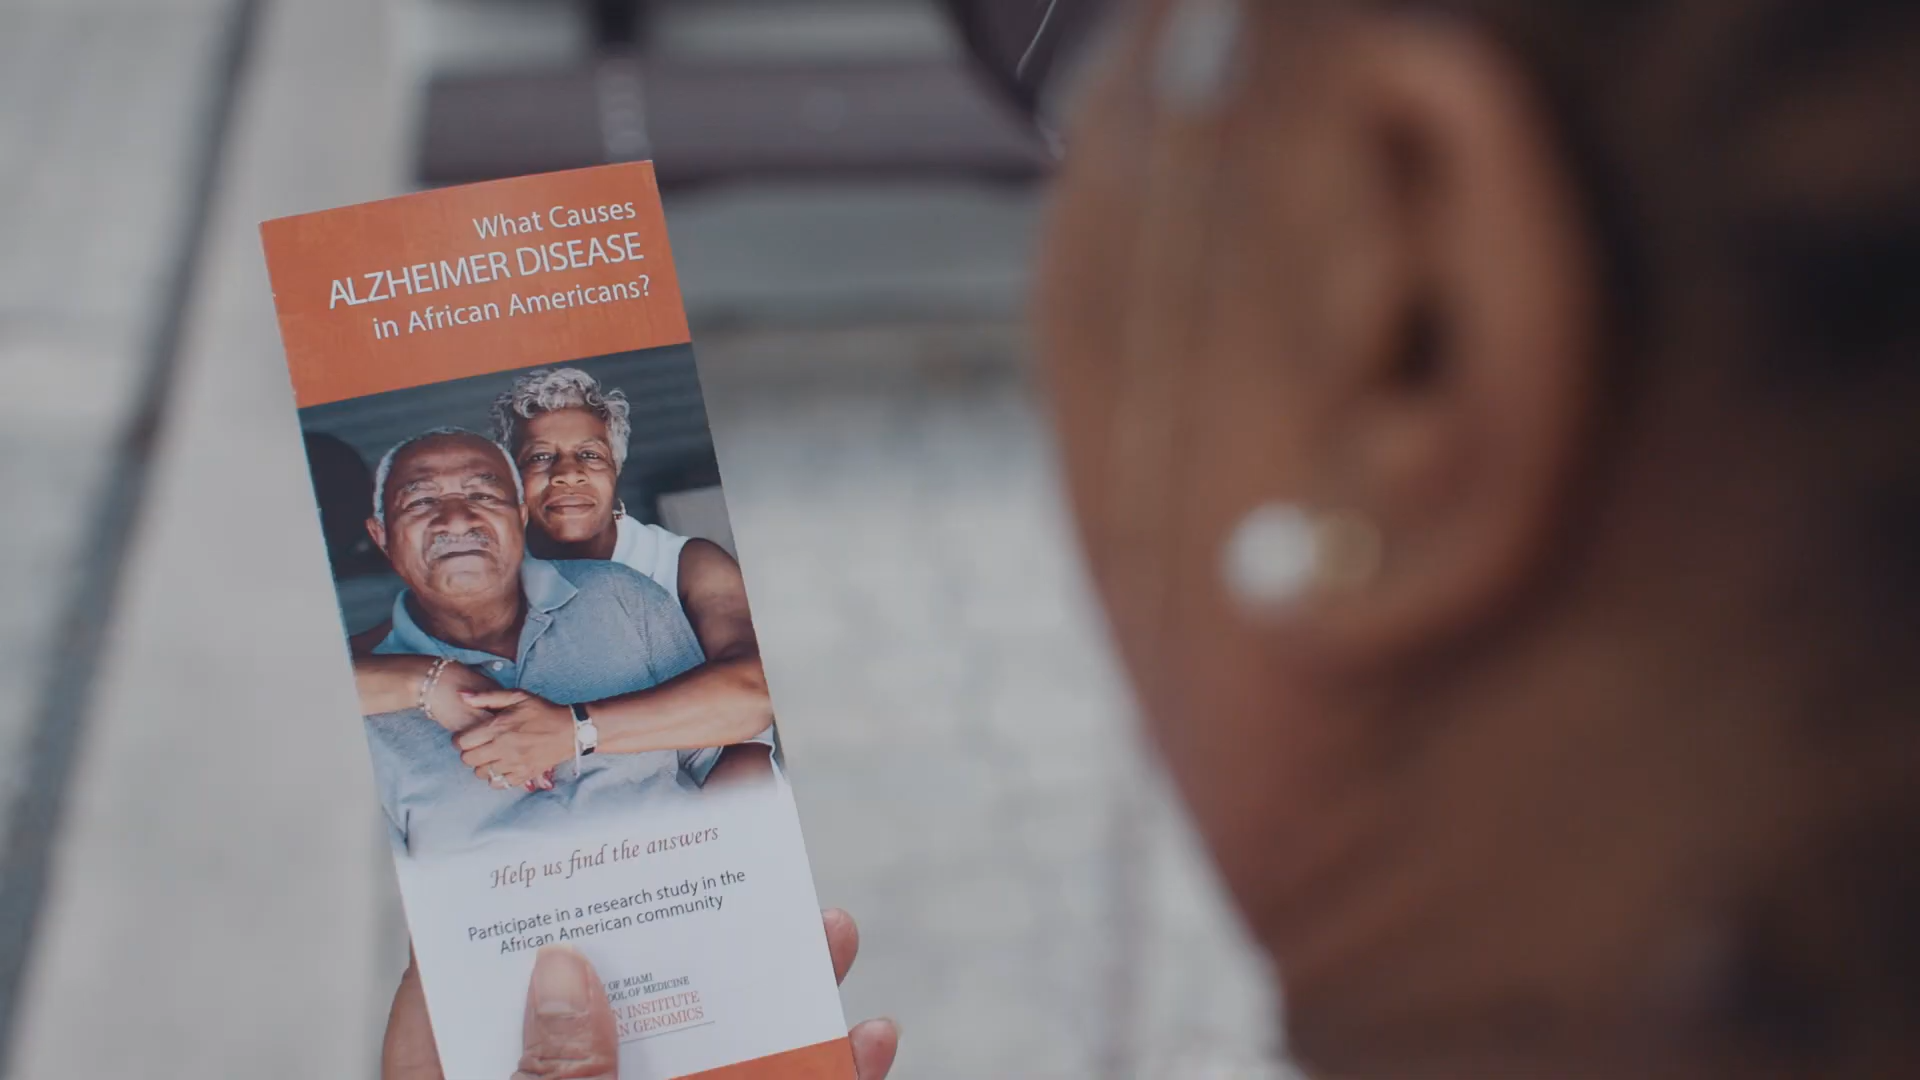 What Causes
ALZHEIMER DISEASE
in African Americans?
Help us find the answers
Participate in a research study in the
African American community
OF MIAMI
OF MEDICINE
INSTITUTE
GENOMICS